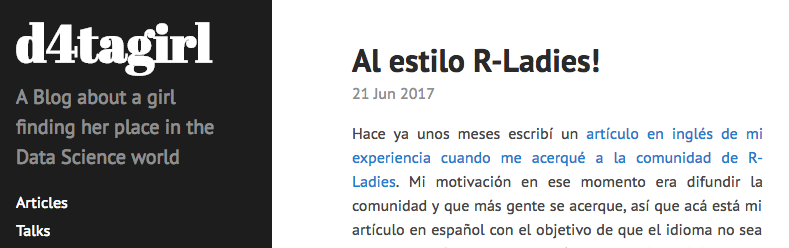 d4tagirl
A Blog about a girl
finding her place in the
Data Science world
Articles
Talks
Al estilo R-Ladies!
21 Jun 2017
Hace ya unos meses escribí un artículo en inglés de mi
experiencia cuando me acerqué a la comunidad de R-
Ladies. Mi motivación en ese momento era difundir la
comunidad y que más gente se acerque, así que acá está mi
artículo en español con el objetivo de que el idioma no sea